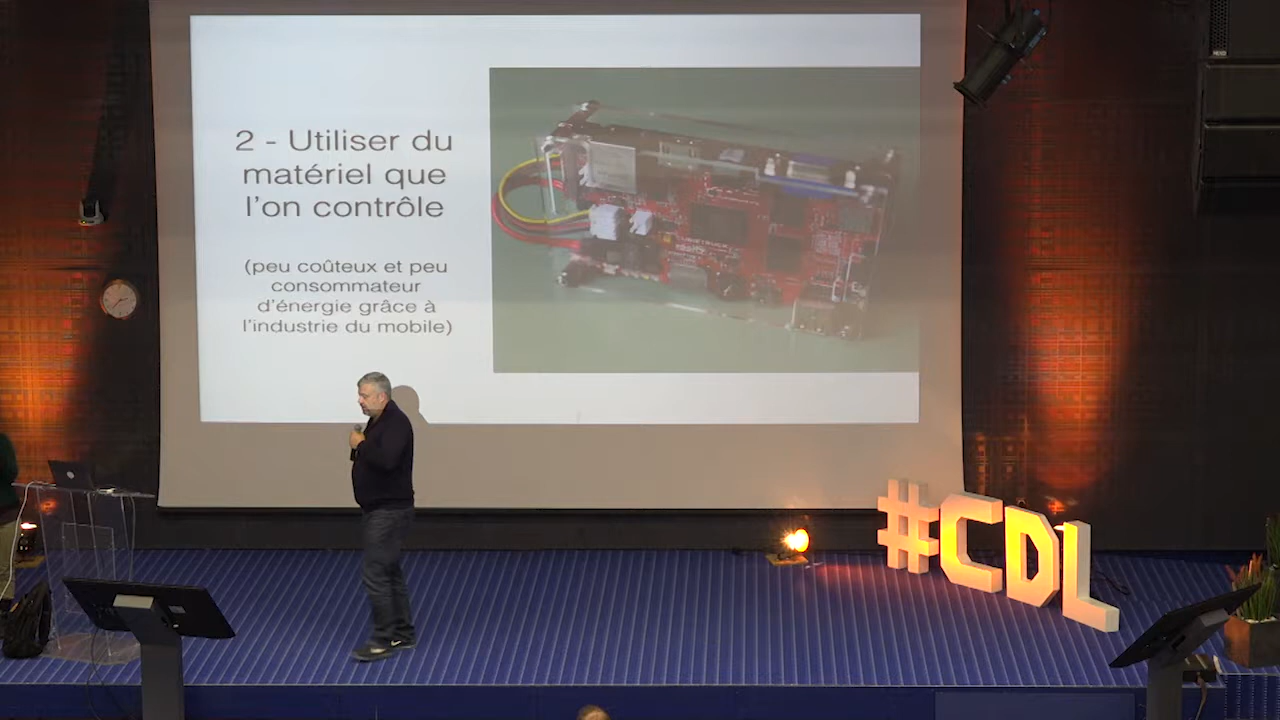 2 - Utiliser du
matériel que
l'on contrôle
(peu coûteux et peu
consommateur
d'énergie grâce à
l'industrie du mobile)
#CDL